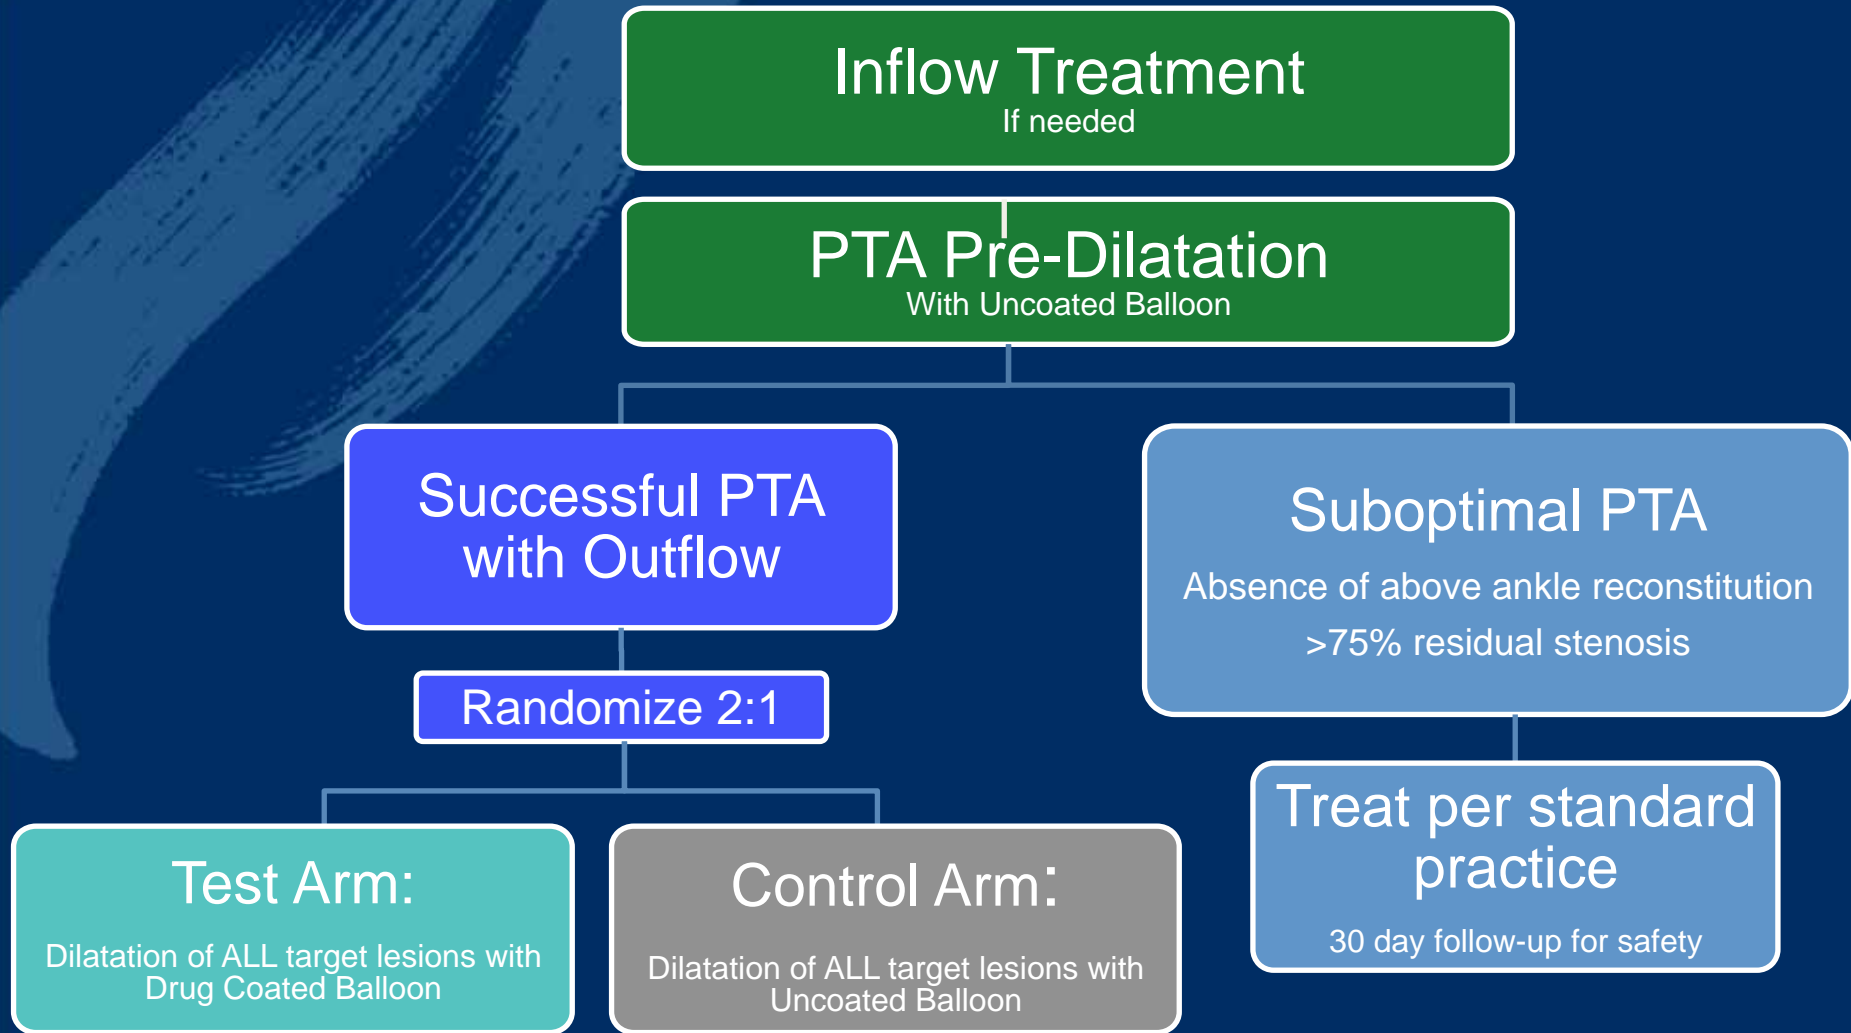 Inflow Treatment
If needed
PTA Pre-Dilatation
With Uncoated Balloon
Successful PTA
with Outflow
Suboptimal PTA
Absence of above ankle reconstitution
>75% residual stenosis
Randomize 2:1
Treat per standard
practice
30 day follow-up for safety
Test Arm:
Dilatation of ALL target lesions with
Drug Coated Balloon
Control Arm:
Dilatation of ALL target lesions with
Uncoated Balloon